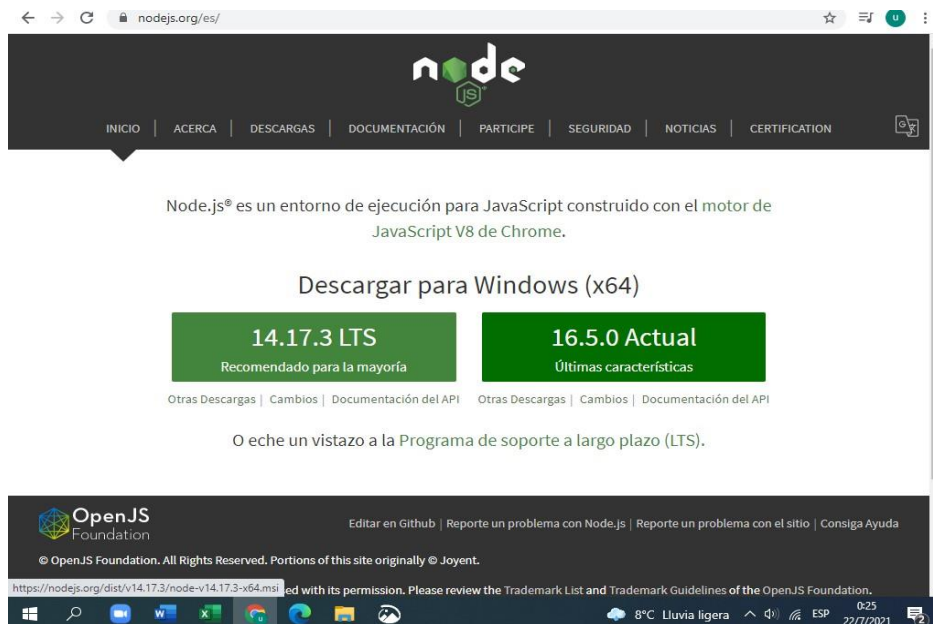 nodejs.org/es/
u
node
JS
INICIO | ACERCA | DESCARGAS | DOCUMENTACIÓN | PARTICIPE | SEGURIDAD | NOTICIAS | CERTIFICATION
Node.js® es un entorno de ejecución para JavaScript construido con el motor de
JavaScript V8 de Chrome.
Descargar para Windows (x64)
14.17.3 LTS
Recomendado para la mayoría
16.5.0 Actual
Últimas características
Otras Descargas | Cambios | Documentación del API
Otras Descargas | Cambios | Documentación del API
O eche un vistazo a la Programa de soporte a largo plazo (LTS).
OpenJS
Foundation
Editar en Github | Reporte un problema con Node.js | Reporte un problema con el sitio | Consiga Ayuda
© OpenJS Foundation. All Rights Reserved. Portions of this site originally © Joyent.
https://nodejs.org/dist/v14.17.3/node-v14.17.3-x64.msi
ed with its permission. Please review the Trademark List and Trademark Guidelines of the OpenJS Foundation.
8°C Lluvia ligera
ESP
0:25
22/7/2021
2